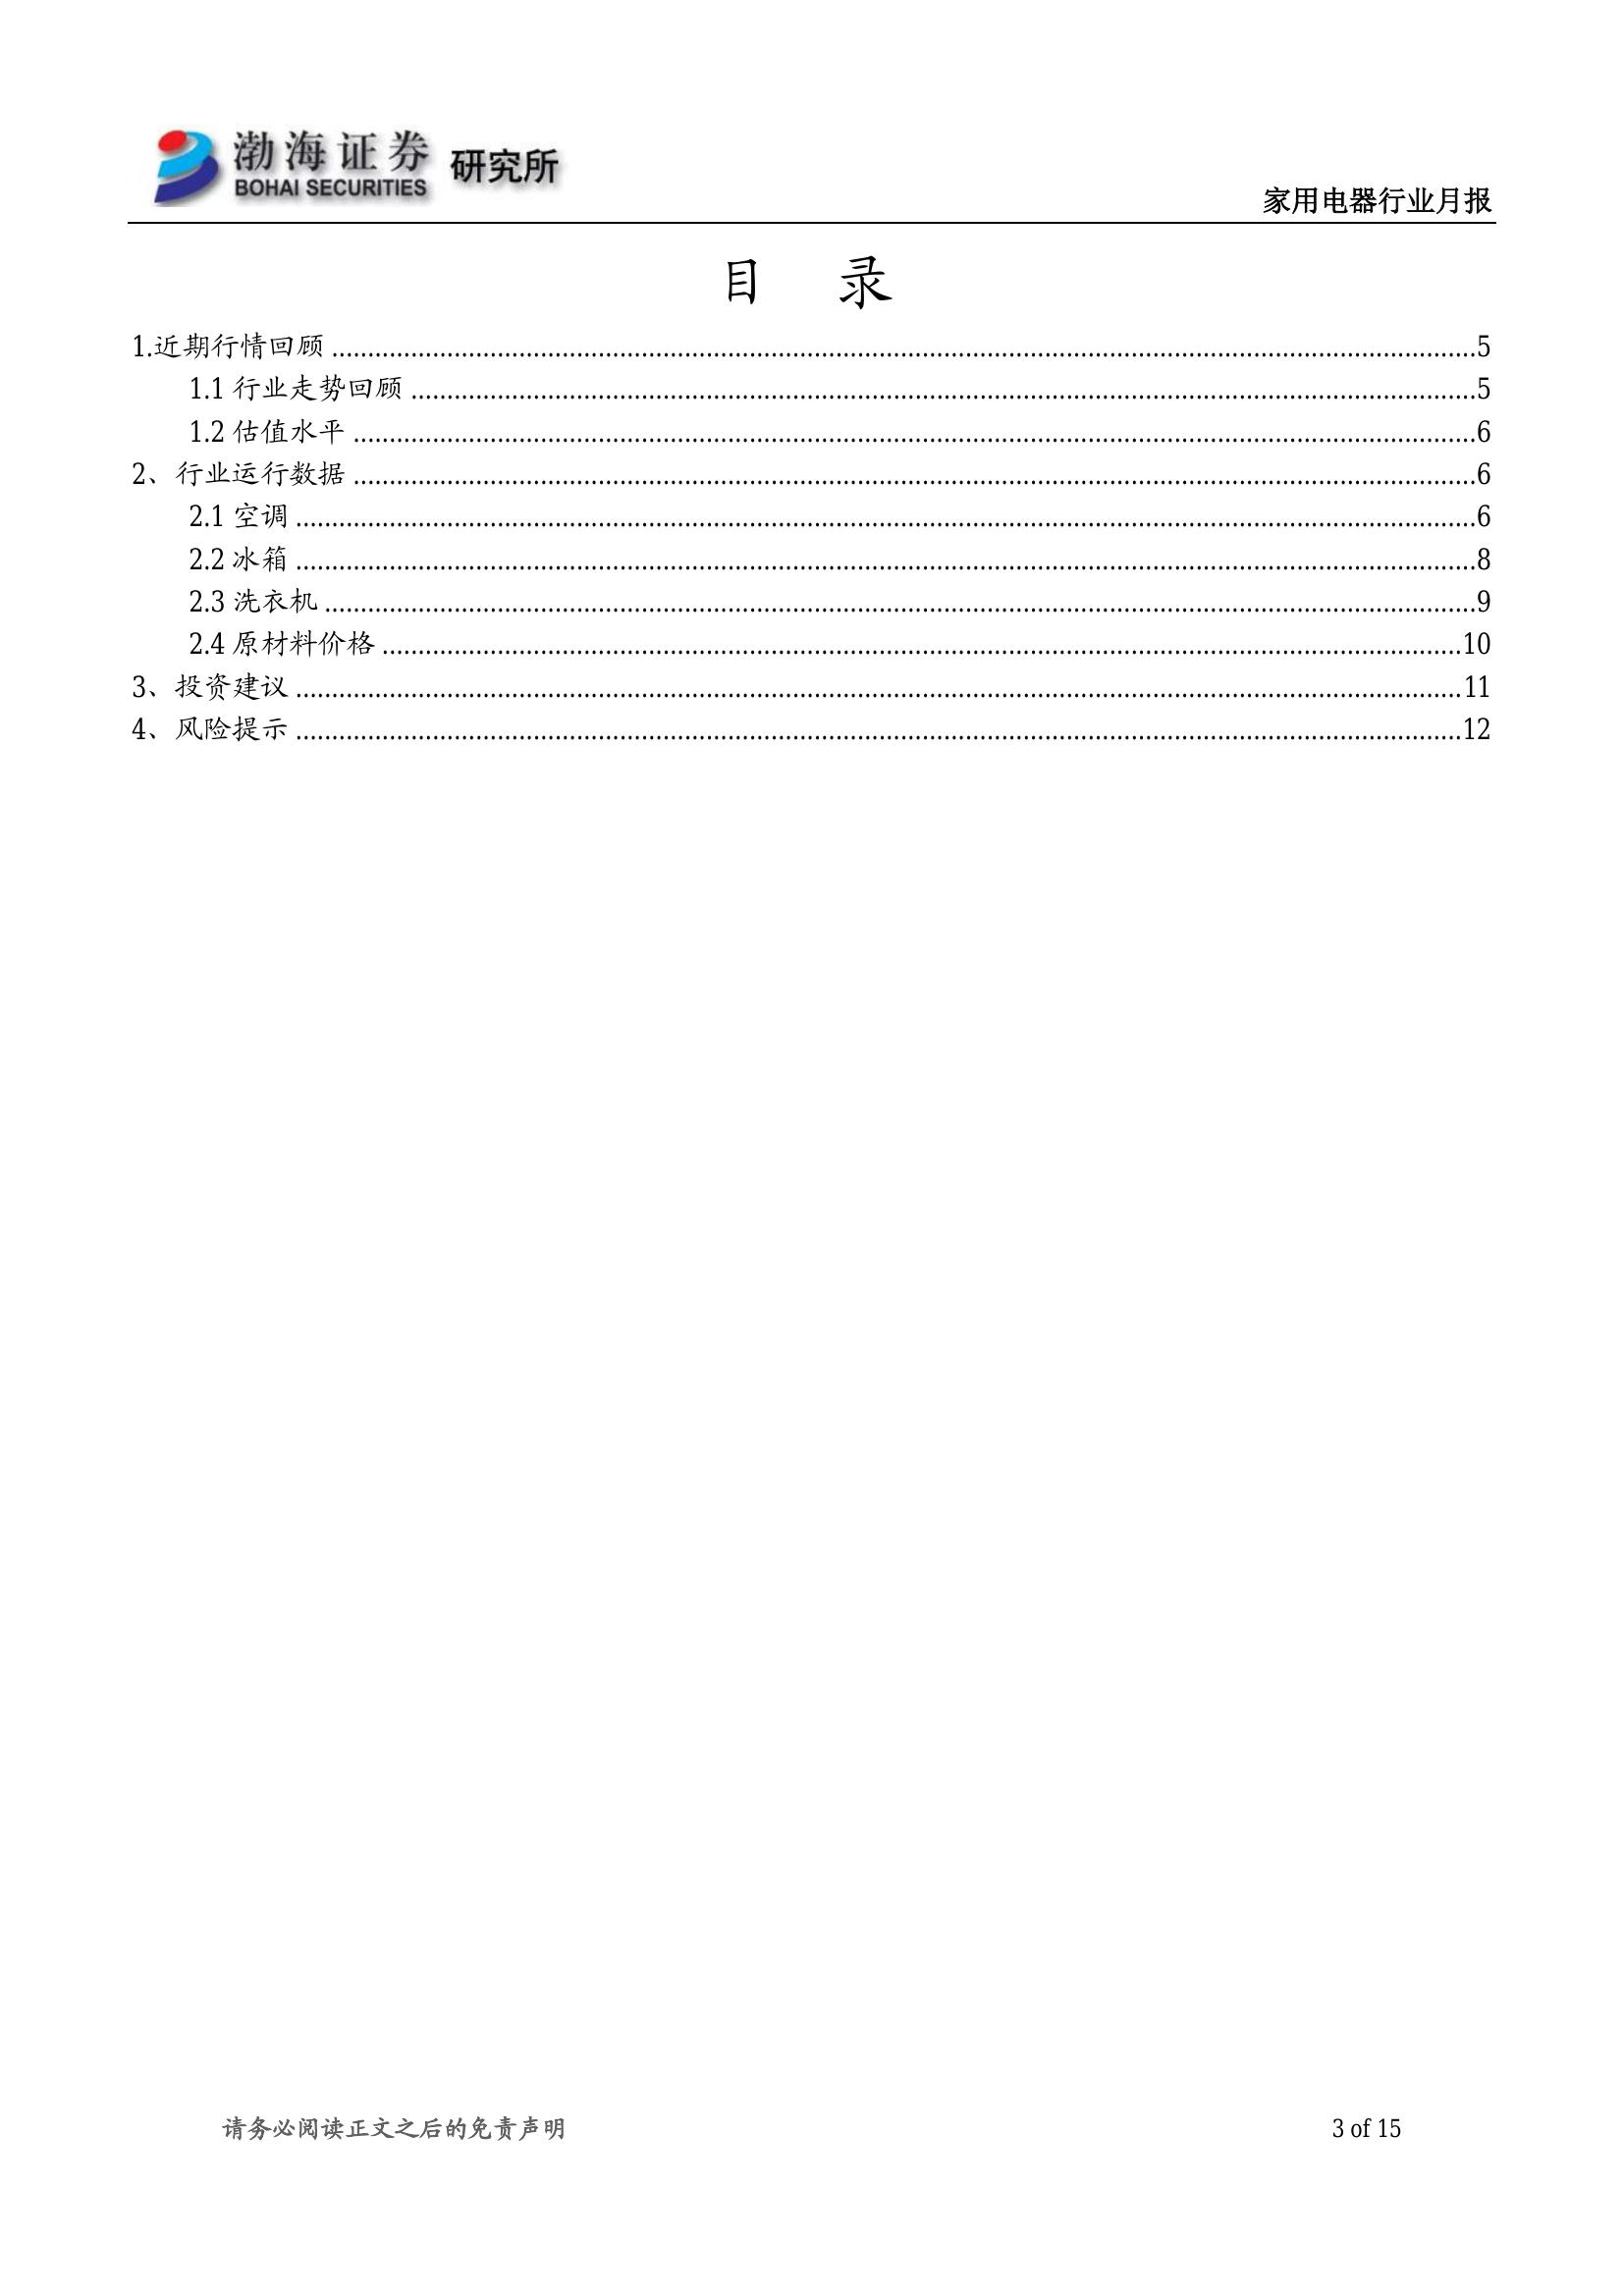 渤海证券 研究所
BOHAI SECURITIES
家用电器行业月报
目 录
1.近期行情回顾 ........................................ 5
1.1 行业走势回顾 ........................................ 5
1.2 估值水平 ........................................ 6
2、行业运行数据 ........................................ 6
2.1 空调 ........................................ 6
2.2 冰箱 ........................................ 8
2.3 洗衣机 ........................................ 9
2.4 原材料价格 ........................................ 10
3、投资建议 ........................................ 11
4、风险提示 ........................................ 12
请务必阅读正文之后的免责声明 3 of 15